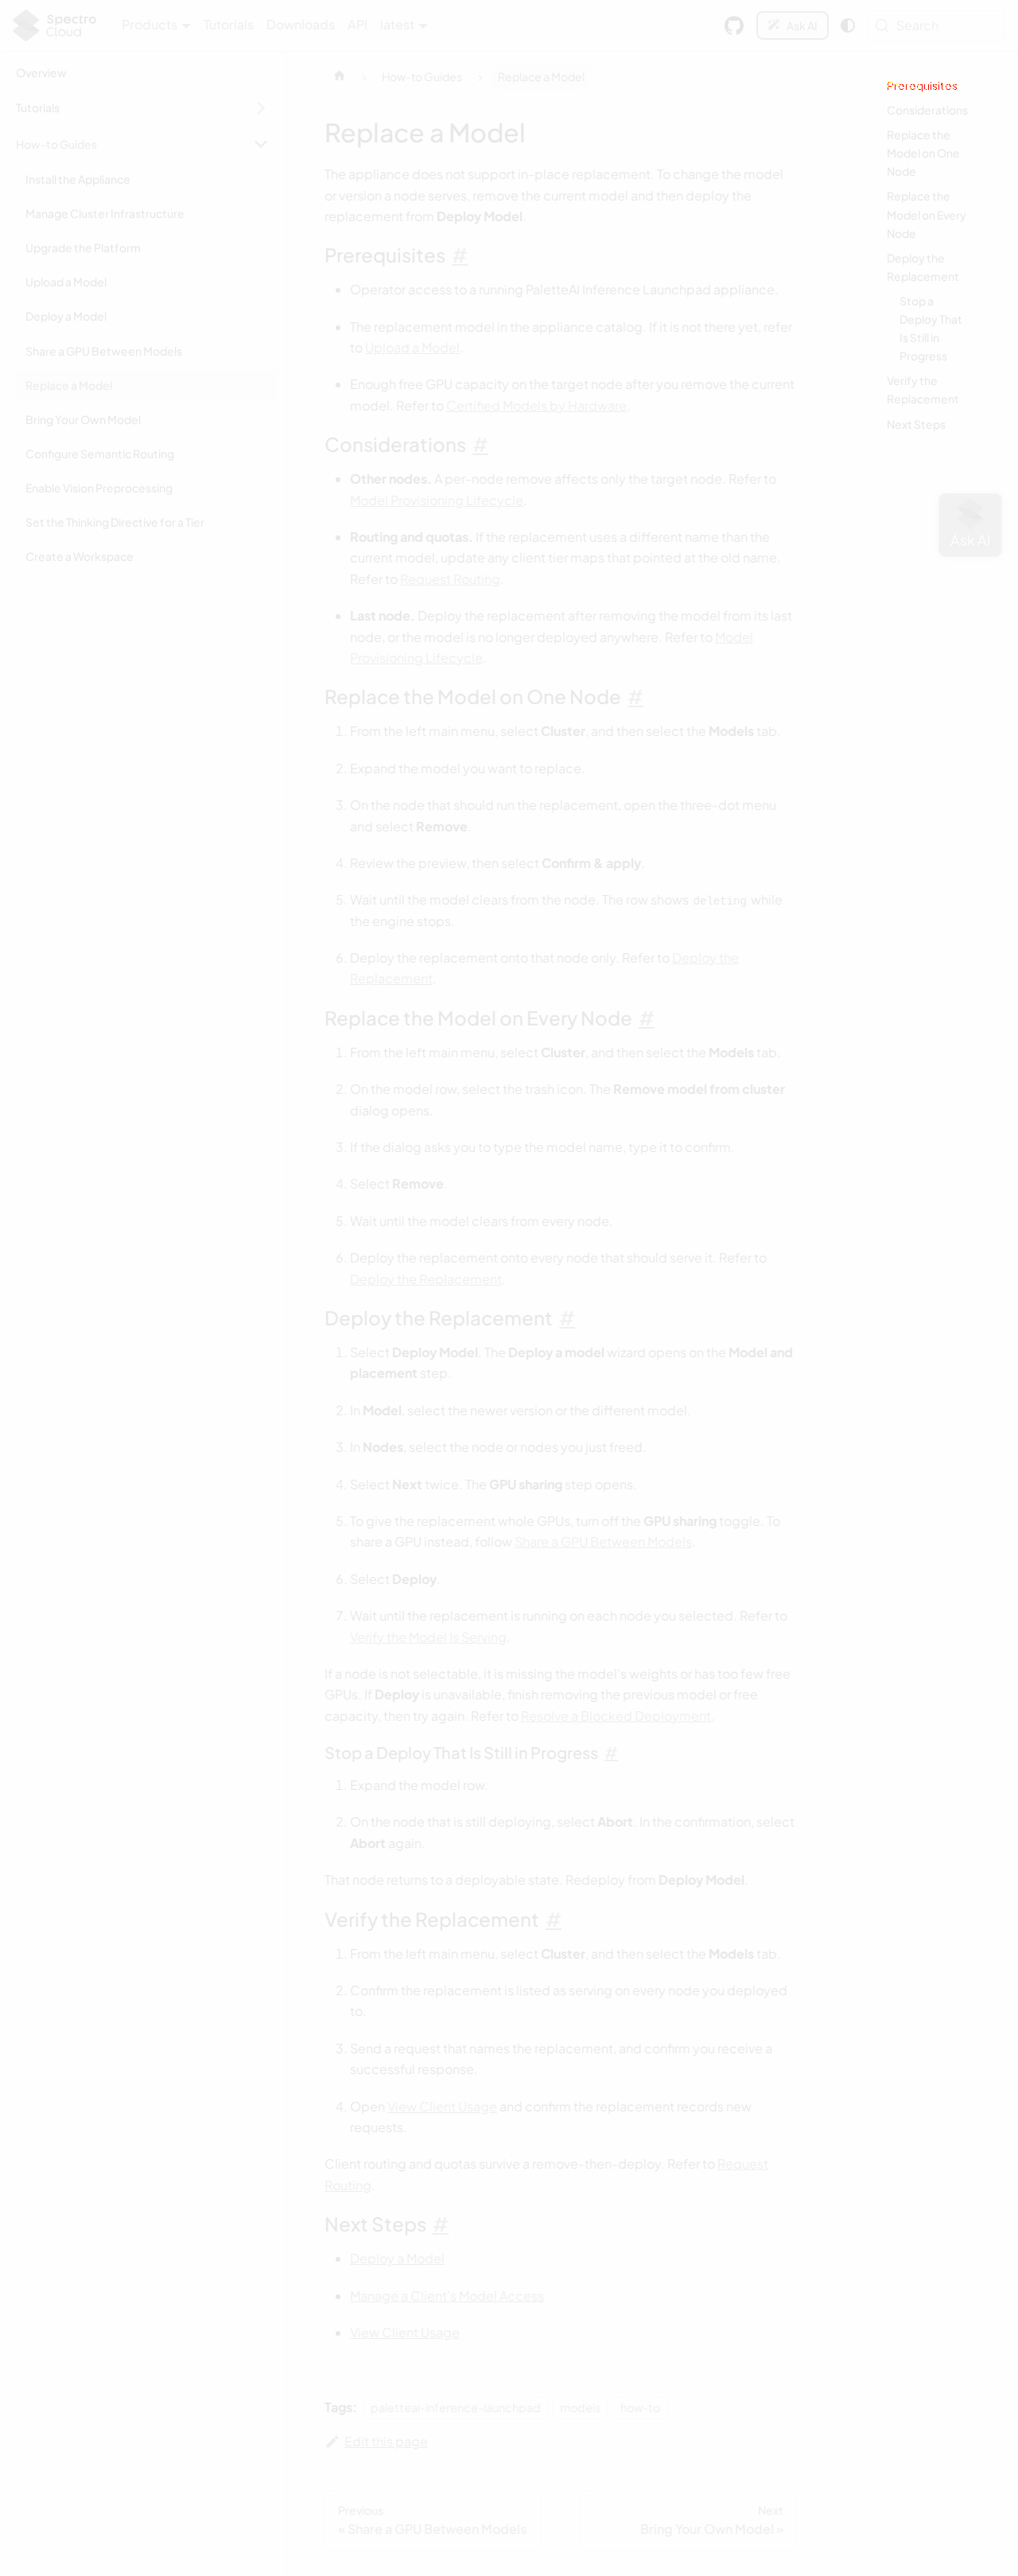 Spectro Cloud
Products
Tutorials
Downloads
API
latest
Ask AI
Search
Overview
Tutorials
How-to Guides
Install the Appliance
Manage Cluster Infrastructure
Upgrade the Platform
Upload a Model
Deploy a Model
Share a GPU Between Models
Replace a Model
Bring Your Own Model
Configure Semantic Routing
Enable Vision Preprocessing
Set the Thinking Directive for a Tier
Create a Workspace
How-to Guides
Replace a Model
Replace a Model
The appliance does not support in-place replacement. To change the model
or version a node serves, remove the current model and then deploy the
replacement from Deploy Model.
Prerequisites #
• Operator access to a running PaletteAI Inference Launchpad appliance.
• The replacement model in the appliance catalog. If it is not there yet, refer
to Upload a Model.
• Enough free GPU capacity on the target node after you remove the current
model. Refer to Certified Models by Hardware.
Considerations #
• Other nodes. A per-node remove affects only the target node. Refer to
Model Provisioning Lifecycle.
• Routing and quotas. If the replacement uses a different name than the
current model, update any client tier maps that pointed at the old name.
Refer to Request Routing.
• Last node. Deploy the replacement after removing the model from its last
node, or the model is no longer deployed anywhere. Refer to Model
Provisioning Lifecycle.
Replace the Model on One Node #
1. From the left main menu, select Cluster, and then select the Models tab.
2. Expand the model you want to replace.
3. On the node that should run the replacement, open the three-dot menu
and select Remove.
4. Review the preview, then select Confirm & apply.
5. Wait until the model clears from the node. The row shows deleting while
the engine stops.
6. Deploy the replacement onto that node only. Refer to Deploy the
Replacement.
Replace the Model on Every Node #
1. From the left main menu, select Cluster, and then select the Models tab.
2. On the model row, select the trash icon. The Remove model from cluster
dialog opens.
3. If the dialog asks you to type the model name, type it to confirm.
4. Select Remove.
5. Wait until the model clears from every node.
6. Deploy the replacement onto every node that should serve it. Refer to
Deploy the Replacement.
Deploy the Replacement #
1. Select Deploy Model. The Deploy a model wizard opens on the Model and
placement step.
2. In Model, select the newer version or the different model.
3. In Nodes, select the node or nodes you just freed.
4. Select Next twice. The GPU sharing step opens.
5. To give the replacement whole GPUs, turn off the GPU sharing toggle. To
share a GPU instead, follow Share a GPU Between Models.
6. Select Deploy.
7. Wait until the replacement is running on each node you selected. Refer to
Verify the Model Is Serving.
If a node is not selectable, it is missing the model's weights or has too few free
GPUs. If Deploy is unavailable, finish removing the previous model or free
capacity, then try again. Refer to Resolve a Blocked Deployment.
Stop a Deploy That Is Still in Progress #
1. Expand the model row.
2. On the node that is still deploying, select Abort. In the confirmation, select
Abort again.
That node returns to a deployable state. Redeploy from Deploy Model.
Verify the Replacement #
1. From the left main menu, select Cluster, and then select the Models tab.
2. Confirm the replacement is listed as serving on every node you deployed
to.
3. Send a request that names the replacement, and confirm you receive a
successful response.
4. Open View Client Usage and confirm the replacement records new
requests.
Client routing and quotas survive a remove-then-deploy. Refer to Request
Routing.
Next Steps #
• Deploy a Model
• Manage a Client's Model Access
• View Client Usage
Tags: paletteai-inference-launchpad models how-to
Edit this page
Previous
« Share a GPU Between Models
Next
Bring Your Own Model »
Prerequisites
Considerations
Replace the
Model on One
Node
Replace the
Model on Every
Node
Deploy the
Replacement
Stop a
Deploy That
Is Still in
Progress
Verify the
Replacement
Next Steps
Ask AI